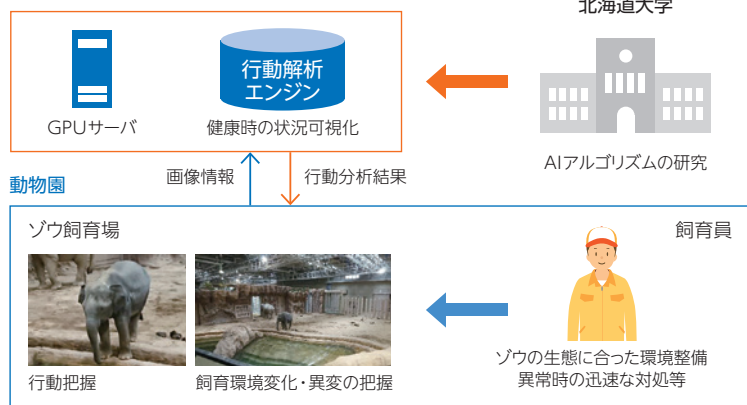 北海道大学
行動解析
エンジン
GPUサーバ
健康時の状況可視化
AIアルゴリズムの研究
画像情報
行動分析結果
動物園
ゾウ飼育場
飼育員
行動把握
飼育環境変化・異変の把握
ゾウの生態に合った環境整備
異常時の迅速な対処等